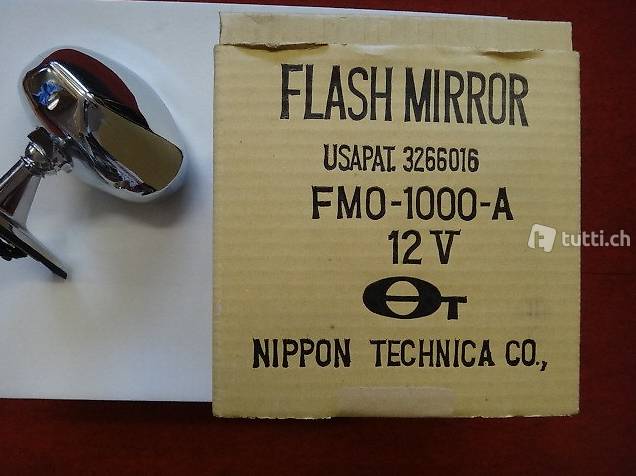 FLASH MIRROR
USAPAT. 3266016
FMO-1000-A
12 V
tutti.ch
NIPPON TECHNICA CO.,